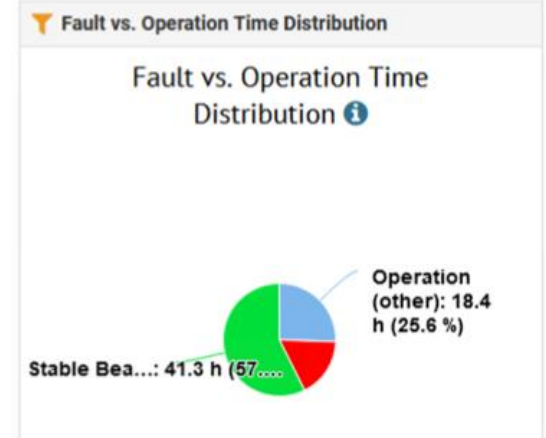 Fault vs. Operation Time Distribution
Fault vs. Operation Time
Distribution
Operation
(other): 18.4
h (25.6 %)
Stable Bea...: 41.3 h (57....